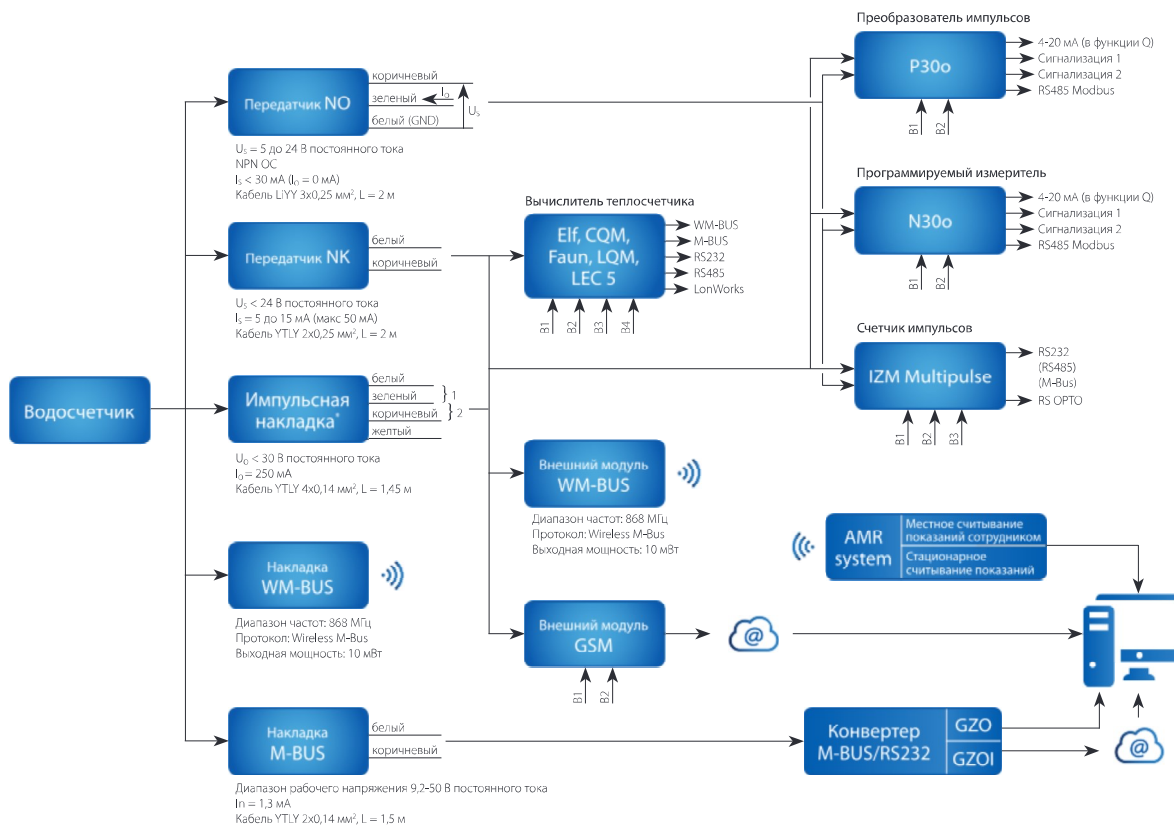 Водосчетчик
Передатчик NO
коричневый
зеленый
I₀
белый (GND)
Uₛ
Uₛ = 5 до 24 В постоянного тока
NPN OC
Iₛ < 30 мА (I₀ = 0 мА)
Кабель LiYY 3x0,25 мм², L = 2 м
Передатчик NK
белый
коричневый
Uₛ < 24 В постоянного тока
Iₛ = 5 до 15 мА (макс 50 мА)
Кабель YTLY 2x0,25 мм², L = 2 м
Импульсная
накладка*
белый
зеленый
коричневый
желтый
1
2
U₀ < 30 В постоянного тока
I₀ = 250 мА
Кабель YTLY 4x0,14 мм², L = 1,45 м
Накладка
WM-BUS
Диапазон частот: 868 МГц
Протокол: Wireless M-Bus
Выходная мощность: 10 мВт
Накладка
M-BUS
белый
коричневый
Диапазон рабочего напряжения 9,2-50 В постоянного тока
In = 1,3 мА
Кабель YTLY 2x0,14 мм², L = 1,5 м
Вычислитель теплосчетчика
Elf, CQM,
Faun, LQM,
LEC 5
WM-BUS
M-BUS
RS232
RS485
LonWorks
B1
B2
B3
B4
Внешний модуль
WM-BUS
Диапазон частот: 868 МГц
Протокол: Wireless M-Bus
Выходная мощность: 10 мВт
Внешний модуль
GSM
B1
B2
@
Преобразователь импульсов
P30o
4-20 мА (в функции Q)
Сигнализация 1
Сигнализация 2
RS485 Modbus
B1
B2
Программируемый измеритель
N30o
4-20 мА (в функции Q)
Сигнализация 1
Сигнализация 2
RS485 Modbus
B1
B2
Счетчик импульсов
IZM Multipulse
RS232
(RS485)
(M-Bus)
RS OPTO
B1
B2
B3
AMR
system
Местное считывание
показаний сотрудником
Стационарное
считывание показаний
Конвертер
M-BUS/RS232
GZO
GZOI
@